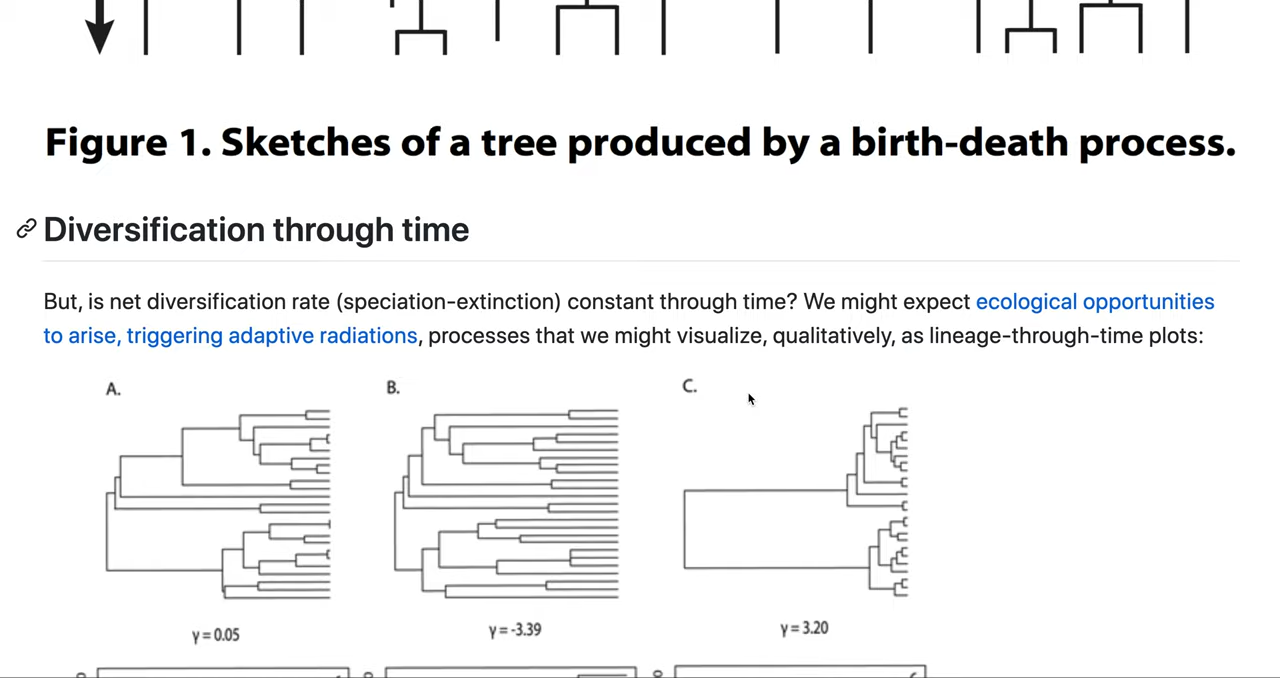 Figure 1. Sketches of a tree produced by a birth-death process.
Diversification through time
But, is net diversification rate (speciation-extinction) constant through time? We might expect ecological opportunities
to arise, triggering adaptive radiations, processes that we might visualize, qualitatively, as lineage-through-time plots:
A. B. C.
γ = 0.05 γ = -3.39 γ = 3.20